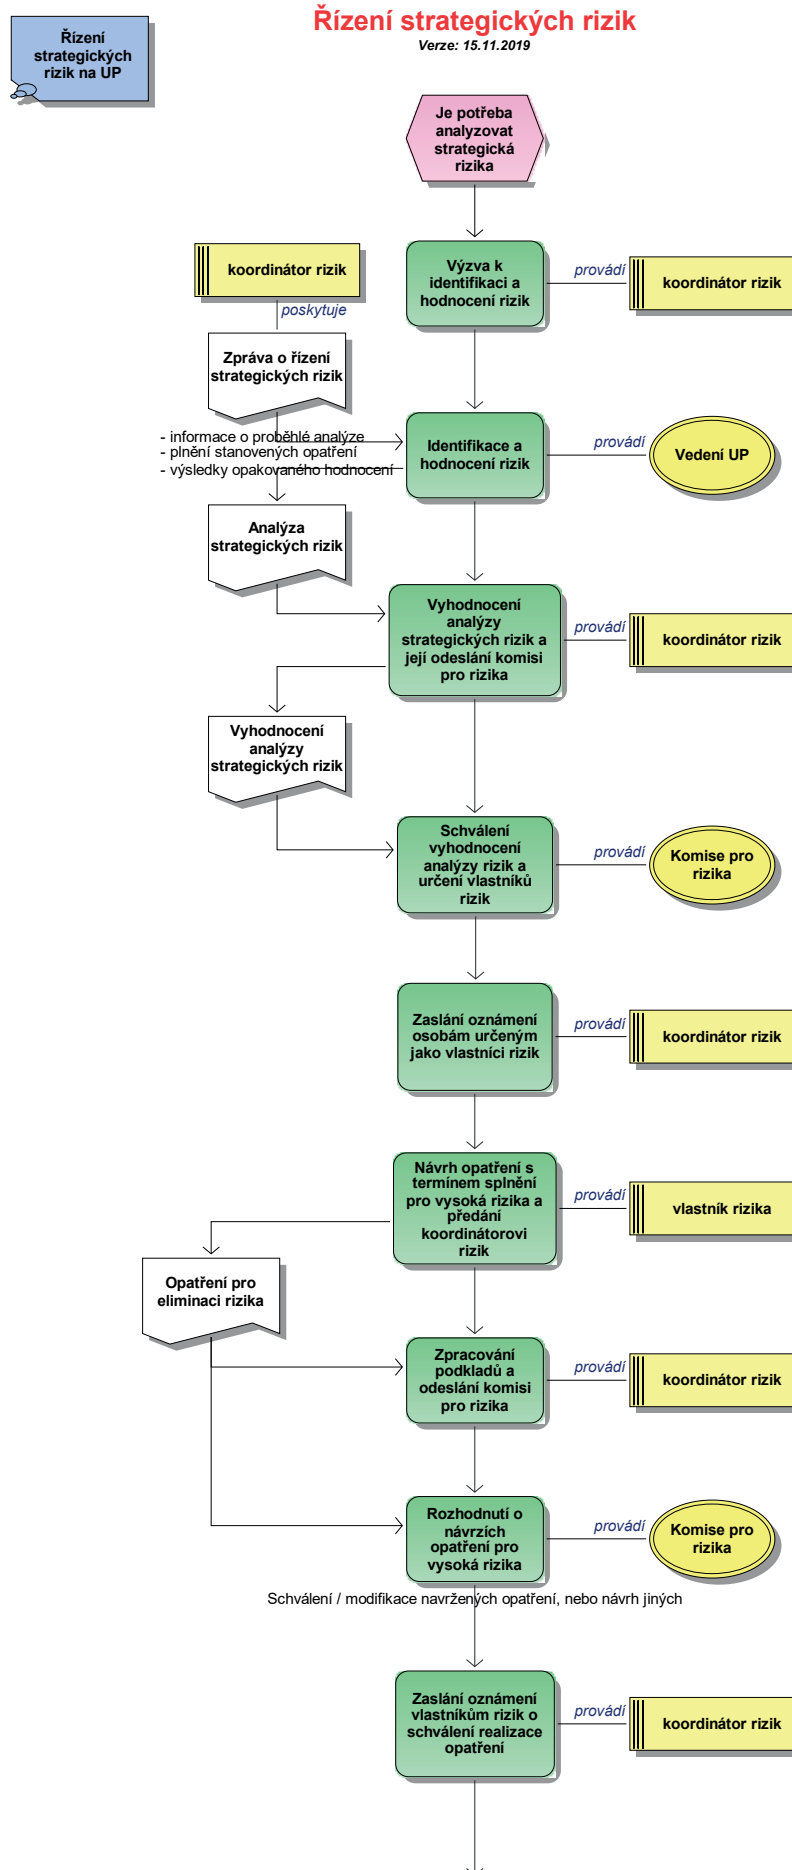 Řízení strategických rizik
Verze: 15.11.2019
Řízení
strategických
rizik na UP
Je potřeba
analyzovat
strategická
rizika
koordinátor rizik
poskytuje
Výzva k
identifikaci a
hodnocení rizik
provádí
koordinátor rizik
Zpráva o řízení
strategických rizik
- informace o proběhlé analýze
- plnění stanovených opatření
- výsledky opakovaného hodnocení
Identifikace a
hodnocení rizik
provádí
Vedení UP
Analýza
strategických rizik
Vyhodnocení
analýzy
strategických rizik a
její odeslání komisi
pro rizika
provádí
koordinátor rizik
Vyhodnocení
analýzy
strategických rizik
Schválení
vyhodnocení
analýzy rizik a
určení vlastníků
rizik
provádí
Komise pro
rizika
Zaslání oznámení
osobám určeným
jako vlastníci rizik
provádí
koordinátor rizik
Návrh opatření s
termínem splnění
pro vysoká rizika a
předání
koordinátorovi
rizik
provádí
vlastník rizika
Opatření pro
eliminaci rizika
Zpracování
podkladů a
odeslání komisi
pro rizika
provádí
koordinátor rizik
Rozhodnutí o
návrzích
opatření pro
vysoká rizika
provádí
Komise pro
rizika
Schválení / modifikace navržených opatření, nebo návrh jiných
Zaslání oznámení
vlastníkům rizik o
schválení realizace
opatření
provádí
koordinátor rizik